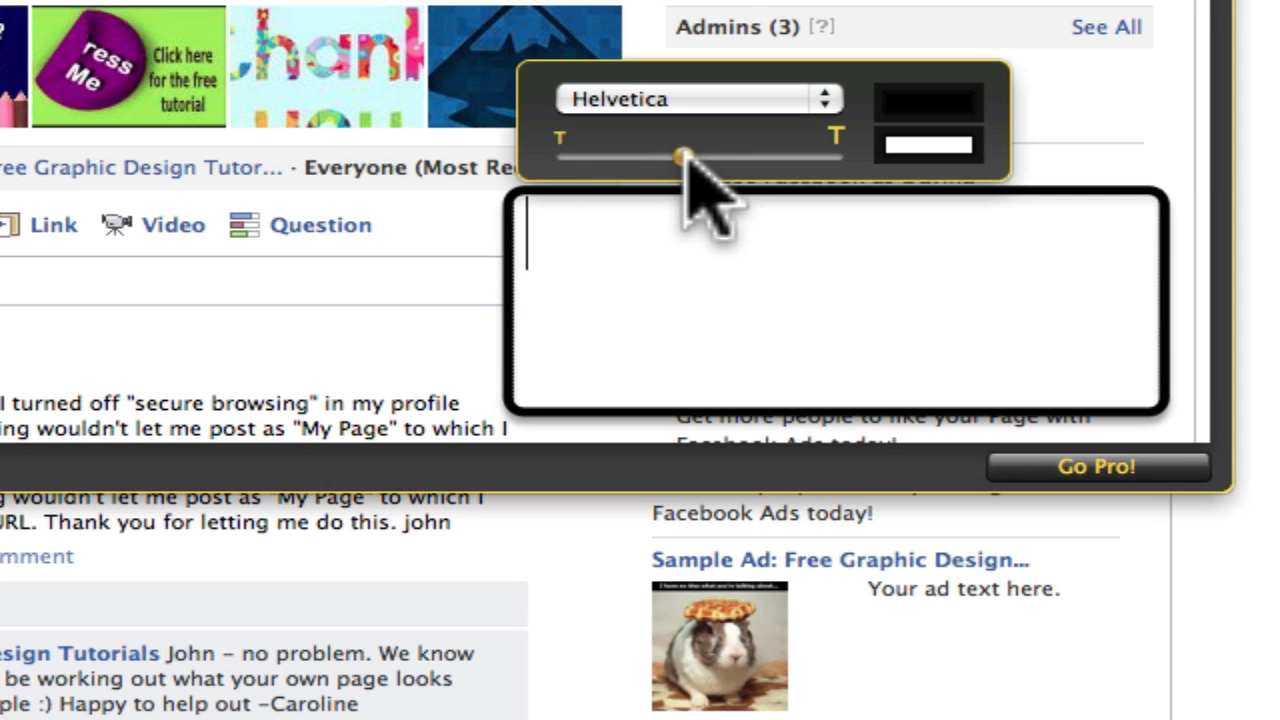 ress
Me
Click here
for the free
tutorial
Admins (3) [?]
See All
Helvetica
T
T
ree Graphic Design Tutor... · Everyone (Most Re
Link
Video
Question
I turned off "secure browsing" in my profile
ing wouldn't let me post as "My Page" to which I
Get more people to like your Page with
Facebook Ads today!
Go Pro!
g wouldn't let me post as "My Page" to which I
URL. Thank you for letting me do this. john
mment
Facebook Ads today!
Sample Ad: Free Graphic Design...
Your ad text here.
esign Tutorials John – no problem. We know
be working out what your own page looks
ple :) Happy to help out –Caroline